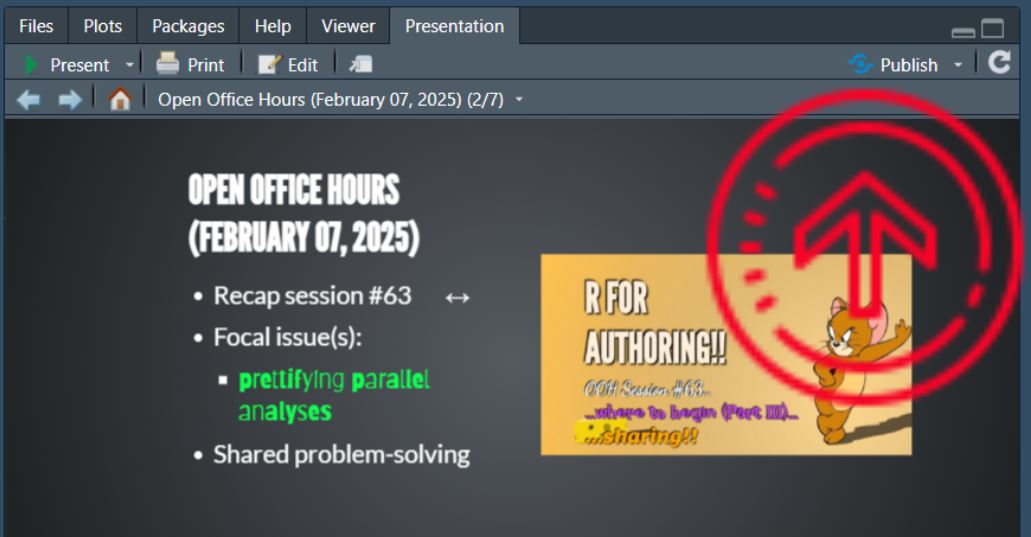 Files Plots Packages Help Viewer Presentation
Present Print Edit Publish
Open Office Hours (February 07, 2025) (2/7)
OPEN OFFICE HOURS
(FEBRUARY 07, 2025)
• Recap session #63 ↔
• Focal issue(s):
▪ prettifying parallel
analyses
• Shared problem-solving
R FOR
AUTHORING!!
OOH Session #63...
...where to begin (Part III)...
...sharing!!